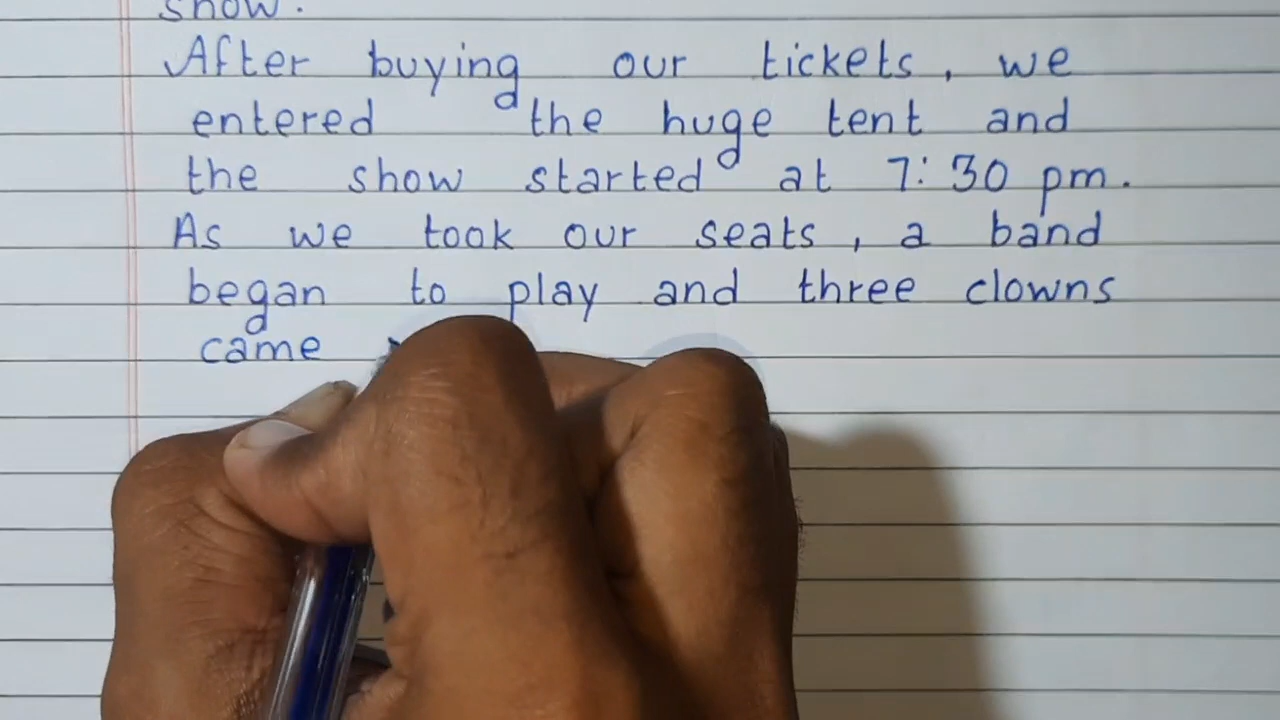 show.
After buying our tickets, we
entered the huge tent and
the show started at 7:30 pm.
As we took our seats, a band
began to play and three clowns
came